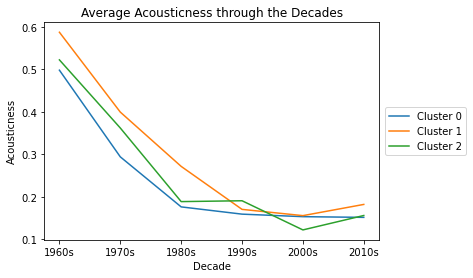 Average Acousticness through the Decades
Acousticness
0.6
0.5
0.4
0.3
0.2
0.1
1960s 1970s 1980s 1990s 2000s 2010s
Decade
Cluster 0
Cluster 1
Cluster 2